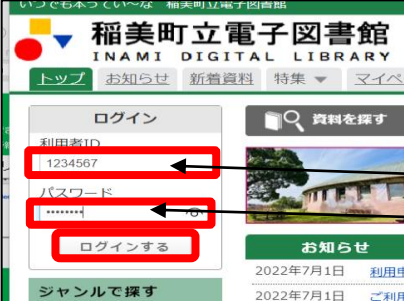 いつでも本っていーな 稲美町立電子図書館
稲美町立電子図書館
INAMI DIGITAL LIBRARY
トップ お知らせ 新着資料 特集 ▼ マイペ
ログイン
資料を探す
利用者ID
1234567
パスワード
••••••••
ログインする
お知らせ
2022年7月1日 利用申
ジャンルで探す
2022年7月1日 ご利用